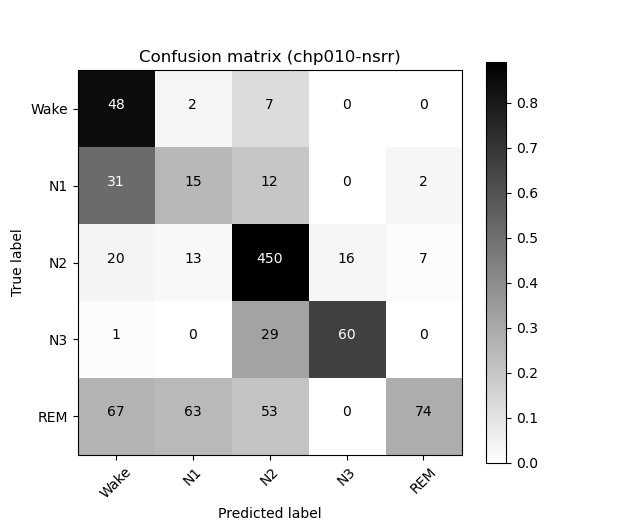 Confusion matrix (chp010-nsrr)
Wake 48 2 7 0 0
N1 31 15 12 0 2
N2 20 13 450 16 7
N3 1 0 29 60 0
REM 67 63 53 0 74
Wake N1 N2 N3 REM
Predicted label
True label
0.8
0.7
0.6
0.5
0.4
0.3
0.2
0.1
0.0